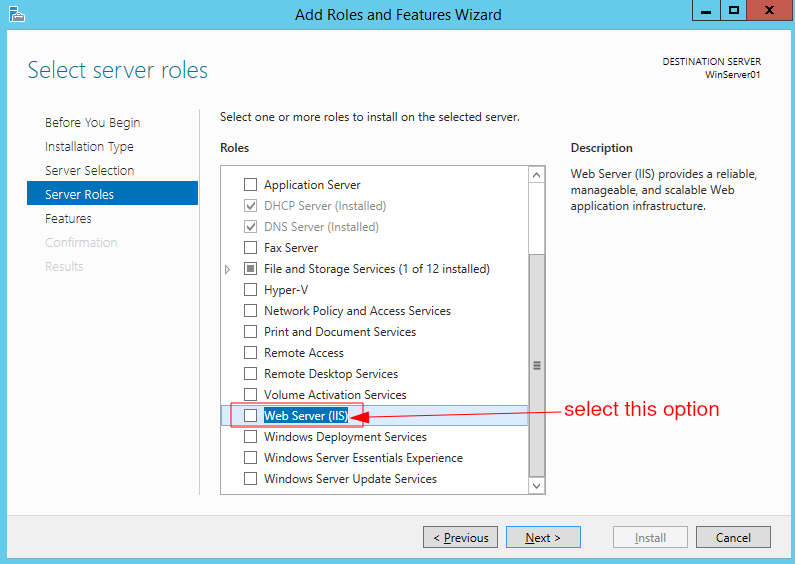 Add Roles and Features Wizard
Select server roles
DESTINATION SERVER
WinServer01
Before You Begin
Installation Type
Server Selection
Server Roles
Features
Confirmation
Results
Select one or more roles to install on the selected server.
Roles
Application Server
DHCP Server (Installed)
DNS Server (Installed)
Fax Server
File and Storage Services (1 of 12 installed)
Hyper-V
Network Policy and Access Services
Print and Document Services
Remote Access
Remote Desktop Services
Volume Activation Services
Web Server (IIS)
Windows Deployment Services
Windows Server Essentials Experience
Windows Server Update Services
Description
Web Server (IIS) provides a reliable,
manageable, and scalable Web
application infrastructure.
select this option
< Previous
Next >
Install
Cancel